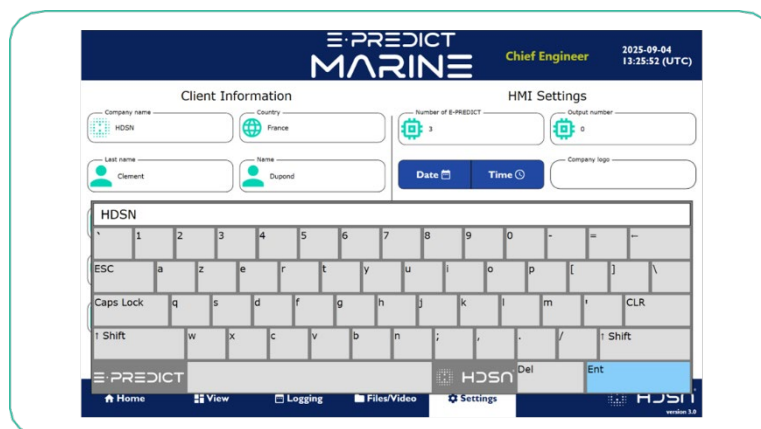 E·PREDICT
MARINE
Chief Engineer
2025-09-04
13:25:52 (UTC)
Client Information
HMI Settings
Company name
HDSN
Country
France
Number of E-PREDICT
3
Output number
0
Last name
Clement
Name
Dupond
Date
Time
Company logo
HDSN
` 1 2 3 4 5 6 7 8 9 0 - = ←
ESC a z e r t y u i o p [ ] \
Caps Lock q s d f g h j k l m ' CLR
↑ Shift w x c v b n ; , . / ↑ Shift
E·PREDICT HDSN Del Ent
Home View Logging Files/Video Settings HDSN
version 3.0